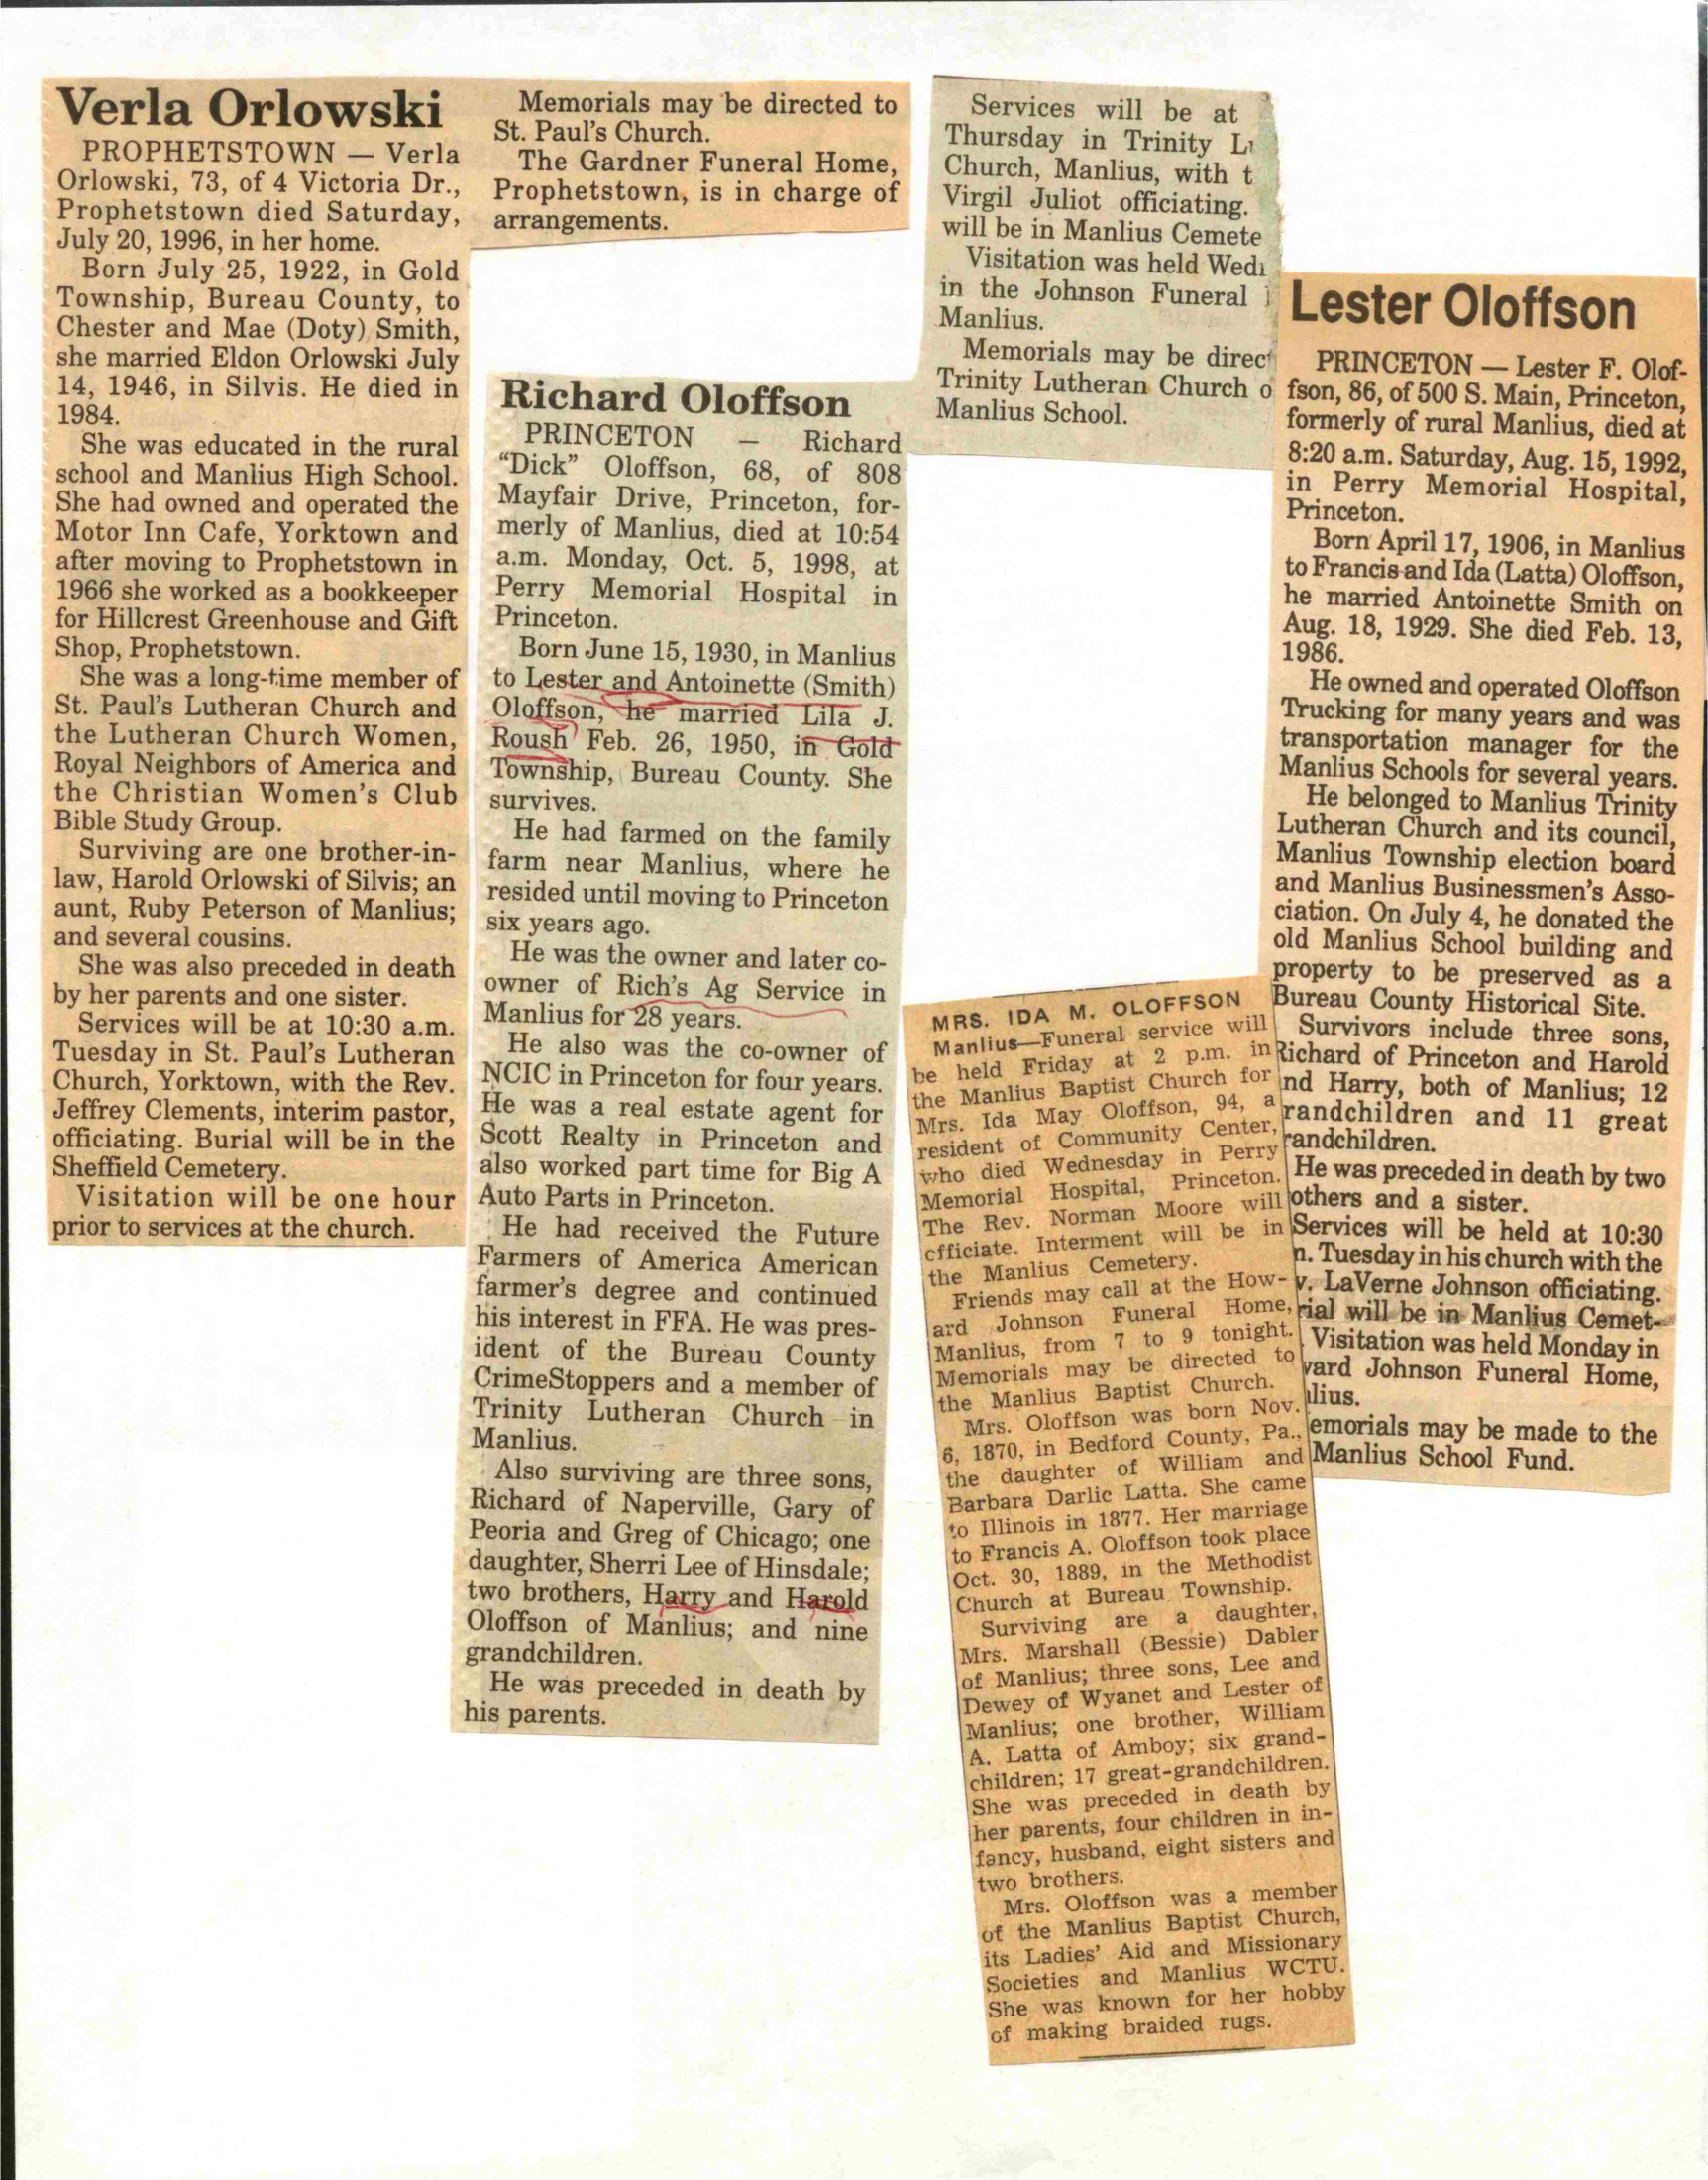 Verla Orlowski
PROPHETSTOWN — Verla
Orlowski, 73, of 4 Victoria Dr.,
Prophetstown died Saturday,
July 20, 1996, in her home.
Born July 25, 1922, in Gold
Township, Bureau County, to
Chester and Mae (Doty) Smith,
she married Eldon Orlowski July
14, 1946, in Silvis. He died in
1984.
She was educated in the rural
school and Manlius High School.
She had owned and operated the
Motor Inn Cafe, Yorktown and
after moving to Prophetstown in
1966 she worked as a bookkeeper
for Hillcrest Greenhouse and Gift
Shop, Prophetstown.
She was a long-time member of
St. Paul's Lutheran Church and
the Lutheran Church Women,
Royal Neighbors of America and
the Christian Women's Club
Bible Study Group.
Surviving are one brother-in-
law, Harold Orlowski of Silvis; an
aunt, Ruby Peterson of Manlius;
and several cousins.
She was also preceded in death
by her parents and one sister.
Services will be at 10:30 a.m.
Tuesday in St. Paul's Lutheran
Church, Yorktown, with the Rev.
Jeffrey Clements, interim pastor,
officiating. Burial will be in the
Sheffield Cemetery.
Visitation will be one hour
prior to services at the church.
Memorials may be directed to
St. Paul's Church.
The Gardner Funeral Home,
Prophetstown, is in charge of
arrangements.
Richard Oloffson
PRINCETON — Richard
“Dick” Oloffson, 68, of 808
Mayfair Drive, Princeton, for-
merly of Manlius, died at 10:54
a.m. Monday, Oct. 5, 1998, at
Perry Memorial Hospital in
Princeton.
Born June 15, 1930, in Manlius
to Lester and Antoinette (Smith)
Oloffson, he married Lila J.
Roush Feb. 26, 1950, in Gold
Township, Bureau County. She
survives.
He had farmed on the family
farm near Manlius, where he
resided until moving to Princeton
six years ago.
He was the owner and later co-
owner of Rich's Ag Service in
Manlius for 28 years.
He also was the co-owner of
NCIC in Princeton for four years.
He was a real estate agent for
Scott Realty in Princeton and
also worked part time for Big A
Auto Parts in Princeton.
He had received the Future
Farmers of America American
farmer's degree and continued
his interest in FFA. He was pres-
ident of the Bureau County
CrimeStoppers and a member of
Trinity Lutheran Church in
Manlius.
Also surviving are three sons,
Richard of Naperville, Gary of
Peoria and Greg of Chicago; one
daughter, Sherri Lee of Hinsdale;
two brothers, Harry and Harold
Oloffson of Manlius; and nine
grandchildren.
He was preceded in death by
his parents.
Services will be at
Thursday in Trinity
Church, Manlius, with t
Virgil Juliot officiating.
will be in Manlius Cemete
Visitation was held Wed
in the Johnson Funeral
Manlius.
Memorials may be direc
Trinity Lutheran Church o
Manlius School.
MRS. IDA M. OLOFFSON
Manlius—Funeral service will
be held Friday at 2 p.m. in
the Manlius Baptist Church for
Mrs. Ida May Oloffson, 94, a
resident of Community Center,
who died Wednesday in Perry
Memorial Hospital, Princeton.
The Rev. Norman Moore will
cfficiate. Interment will be in
the Manlius Cemetery.
Friends may call at the How-
ard Johnson Funeral Home,
Manlius, from 7 to 9 tonight.
Memorials may be directed to
the Manlius Baptist Church.
Mrs. Oloffson was born Nov.
6, 1870, in Bedford County, Pa.,
the daughter of William and
Barbara Darlic Latta. She came
to Illinois in 1877. Her marriage
to Francis A. Oloffson took place
Oct. 30, 1889, in the Methodist
Church at Bureau Township.
Surviving are a daughter,
Mrs. Marshall (Bessie) Dabler
of Manlius; three sons, Lee and
Dewey of Wyanet and Lester of
Manlius; one brother, William
A. Latta of Amboy; six grand-
children; 17 great-grandchildren.
She was preceded in death by
her parents, four children in in-
fancy, husband, eight sisters and
two brothers.
Mrs. Oloffson was a member
of the Manlius Baptist Church,
its Ladies' Aid and Missionary
Societies and Manlius WCTU.
She was known for her hobby
of making braided rugs.
Lester Oloffson
PRINCETON — Lester F. Olof-
fson, 86, of 500 S. Main, Princeton,
formerly of rural Manlius, died at
8:20 a.m. Saturday, Aug. 15, 1992,
in Perry Memorial Hospital,
Princeton.
Born April 17, 1906, in Manlius
to Francis and Ida (Latta) Oloffson,
he married Antoinette Smith on
Aug. 18, 1929. She died Feb. 13,
1986.
He owned and operated Oloffson
Trucking for many years and was
transportation manager for the
Manlius Schools for several years.
He belonged to Manlius Trinity
Lutheran Church and its council,
Manlius Township election board
and Manlius Businessmen's Asso-
ciation. On July 4, he donated the
old Manlius School building and
property to be preserved as a
Bureau County Historical Site.
Survivors include three sons,
Richard of Princeton and Harold
nd Harry, both of Manlius; 12
randchildren and 11 great
randchildren.
He was preceded in death by two
others and a sister.
Services will be held at 10:30
n. Tuesday in his church with the
v. LaVerne Johnson officiating.
rial will be in Manlius Cemet-
Visitation was held Monday in
vard Johnson Funeral Home,
lius.
emorials may be made to the
Manlius School Fund.